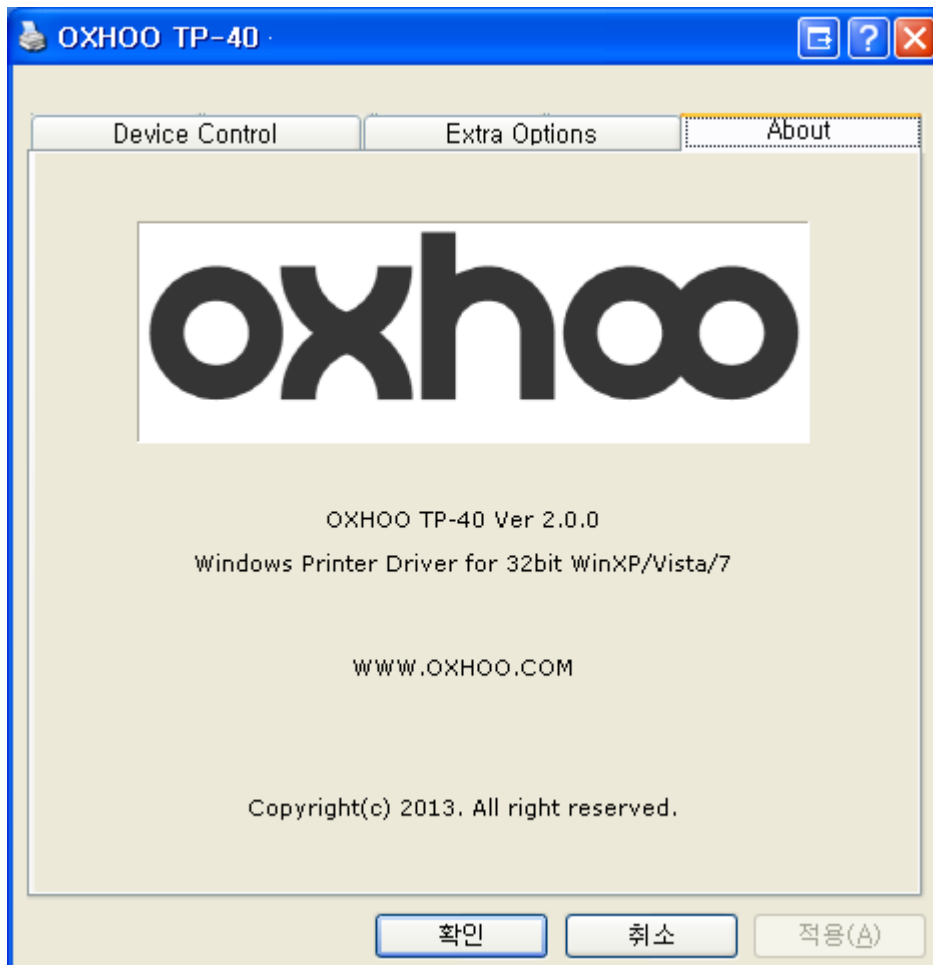 OXHOO TP-40
Device Control
Extra Options
About
oxhoo
OXHOO TP-40 Ver 2.0.0
Windows Printer Driver for 32bit WinXP/Vista/7
WWW.OXHOO.COM
Copyright(c) 2013. All right reserved.
확인
취소
적용(A)